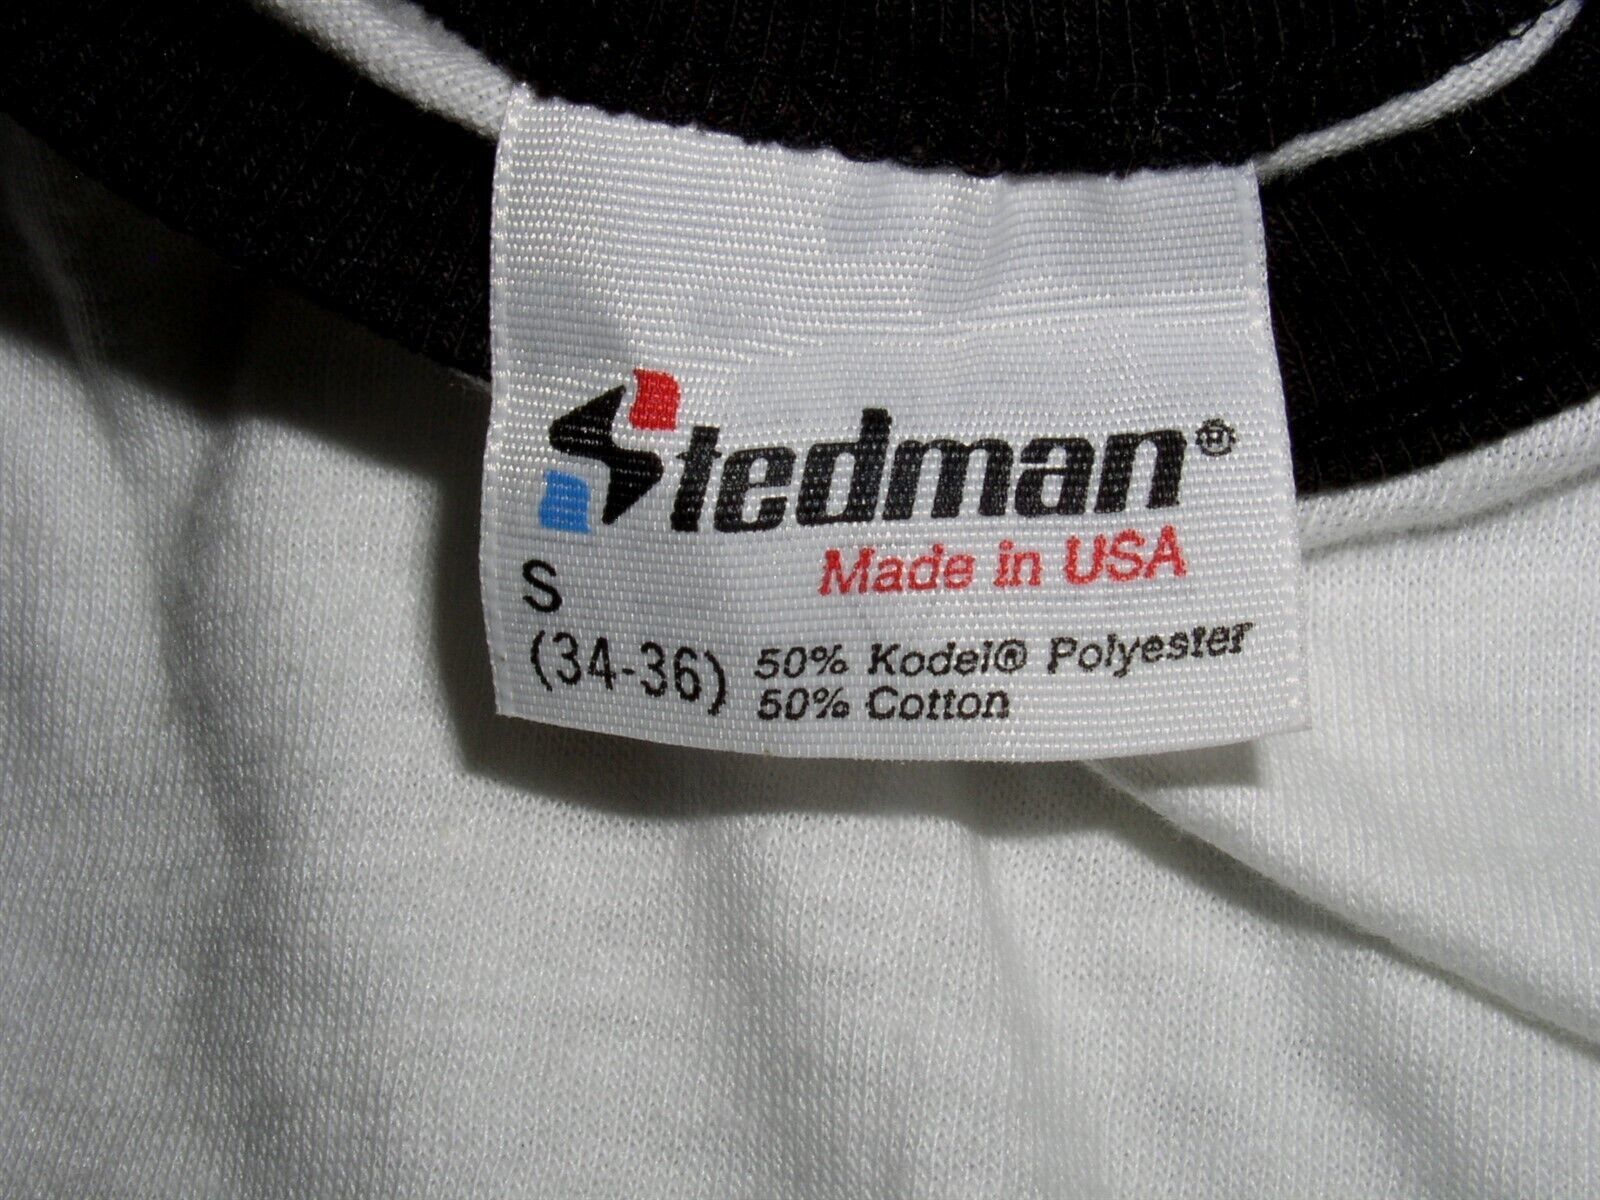 Stedman®
Made in USA
S
(34-36)
50% Kodel® Polyester
50% Cotton